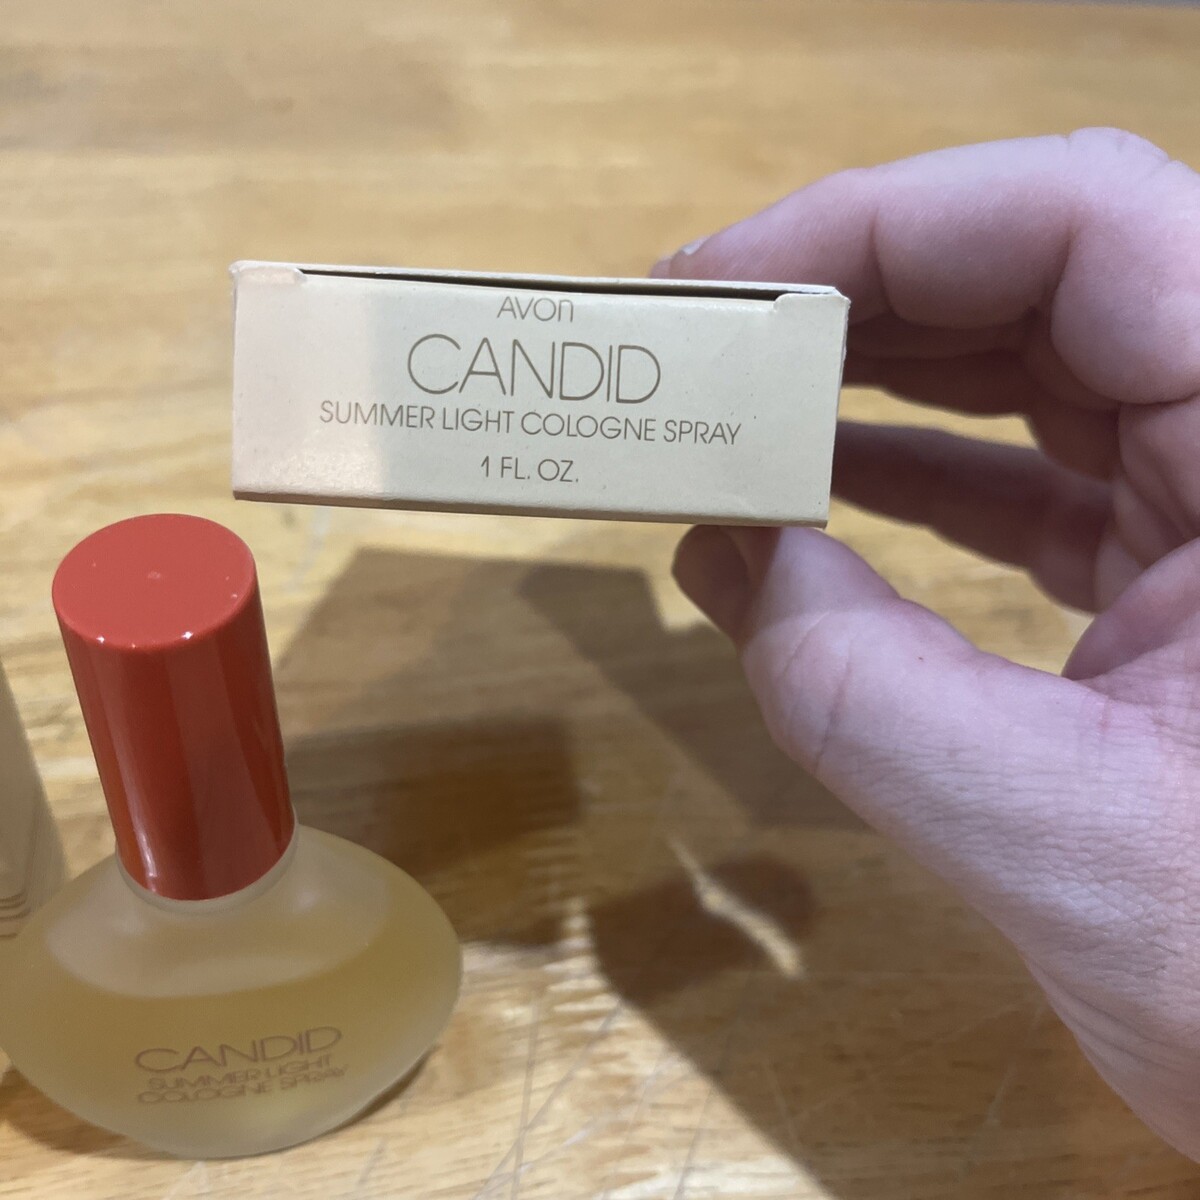 AVON
CANDID
SUMMER LIGHT COLOGNE SPRAY
1 FL. OZ.
CANDID
SUMMER LIGHT
COLOGNE SPRAY